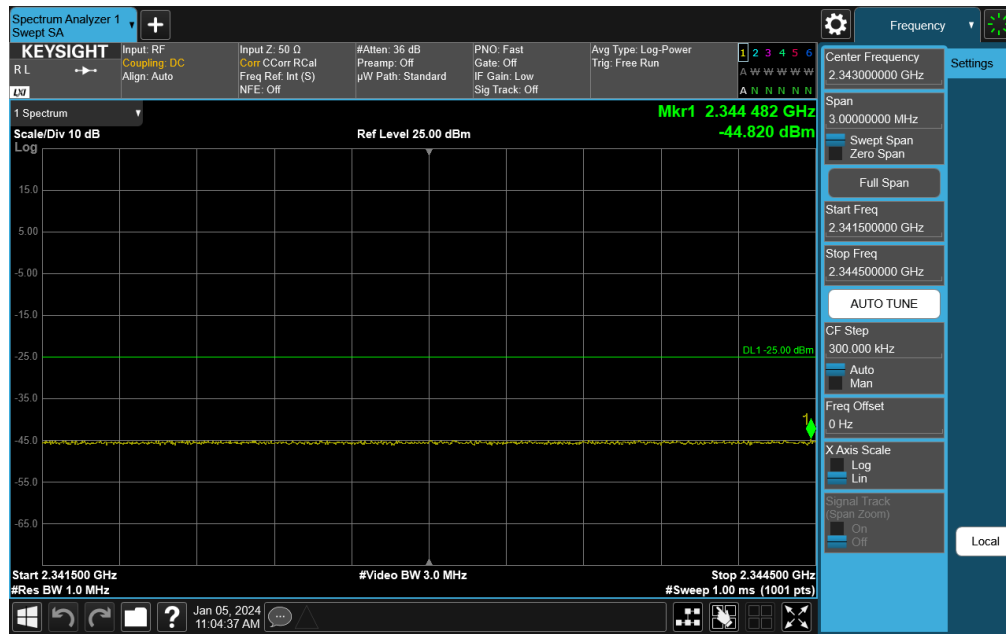 Spectrum Analyzer 1
Swept SA
Frequency
KEYSIGHT
R L
LXI
Input: RF
Coupling: DC
Align: Auto
Input Z: 50 Ω
Corr CCorr RCal
Freq Ref: Int (S)
NFE: Off
#Atten: 36 dB
Preamp: Off
µW Path: Standard
PNO: Fast
Gate: Off
IF Gain: Low
Sig Track: Off
Avg Type: Log-Power
Trig: Free Run
1 2 3 4 5 6
A W W W W W
A N N N N N
1 Spectrum
Scale/Div 10 dB
Log
Ref Level 25.00 dBm
Mkr1 2.344 482 GHz
-44.820 dBm
15.0
5.00
-5.00
-15.0
-25.0
DL1 -25.00 dBm
-35.0
1
-45.0
-55.0
-65.0
Start 2.341500 GHz
#Res BW 1.0 MHz
#Video BW 3.0 MHz
Stop 2.344500 GHz
#Sweep 1.00 ms (1001 pts)
Center Frequency
2.343000000 GHz
Settings
Span
3.00000000 MHz
Swept Span
Zero Span
Full Span
Start Freq
2.341500000 GHz
Stop Freq
2.344500000 GHz
AUTO TUNE
CF Step
300.000 kHz
Auto
Man
Freq Offset
0 Hz
X Axis Scale
Log
Lin
Signal Track
(Span Zoom)
On
Off
Local
?
Jan 05, 2024
11:04:37 AM